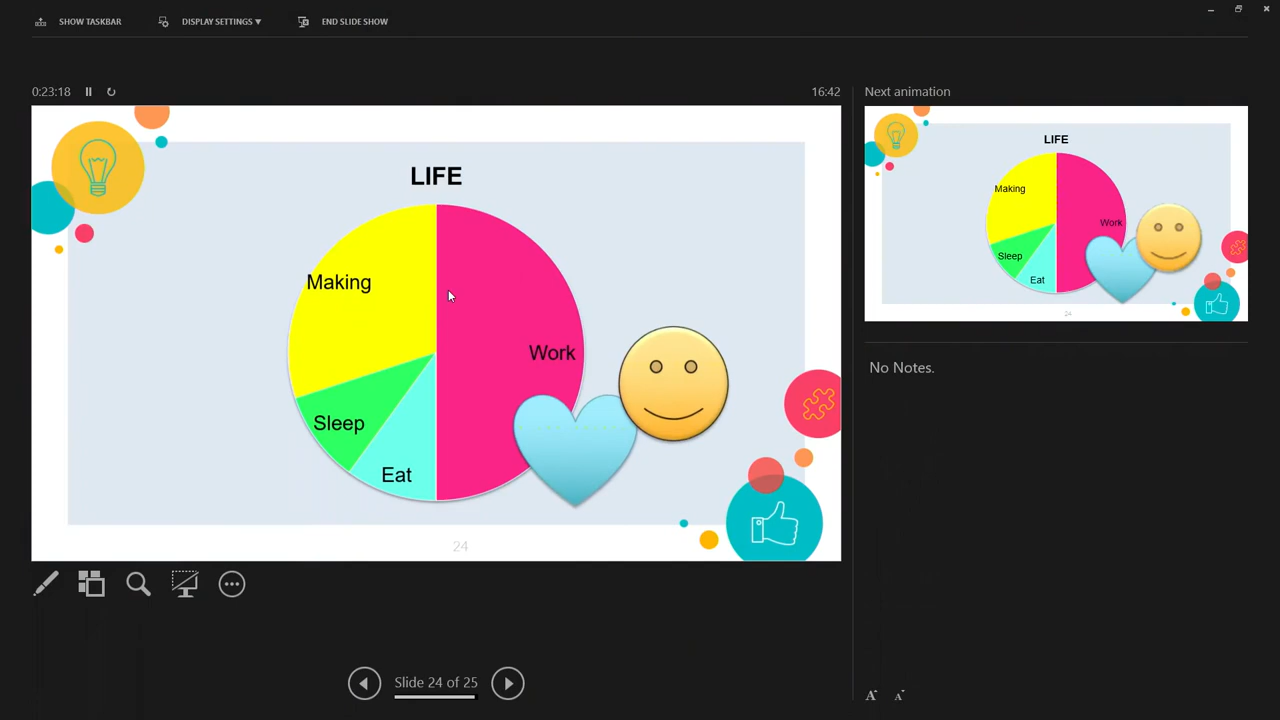 SHOW TASKBAR
DISPLAY SETTINGS ▼
END SLIDE SHOW
0:23:18
16:42
Next animation
LIFE
Making
Work
Sleep
Eat
24
LIFE
Making
Work
Sleep
Eat
24
No Notes.
Slide 24 of 25
A
A